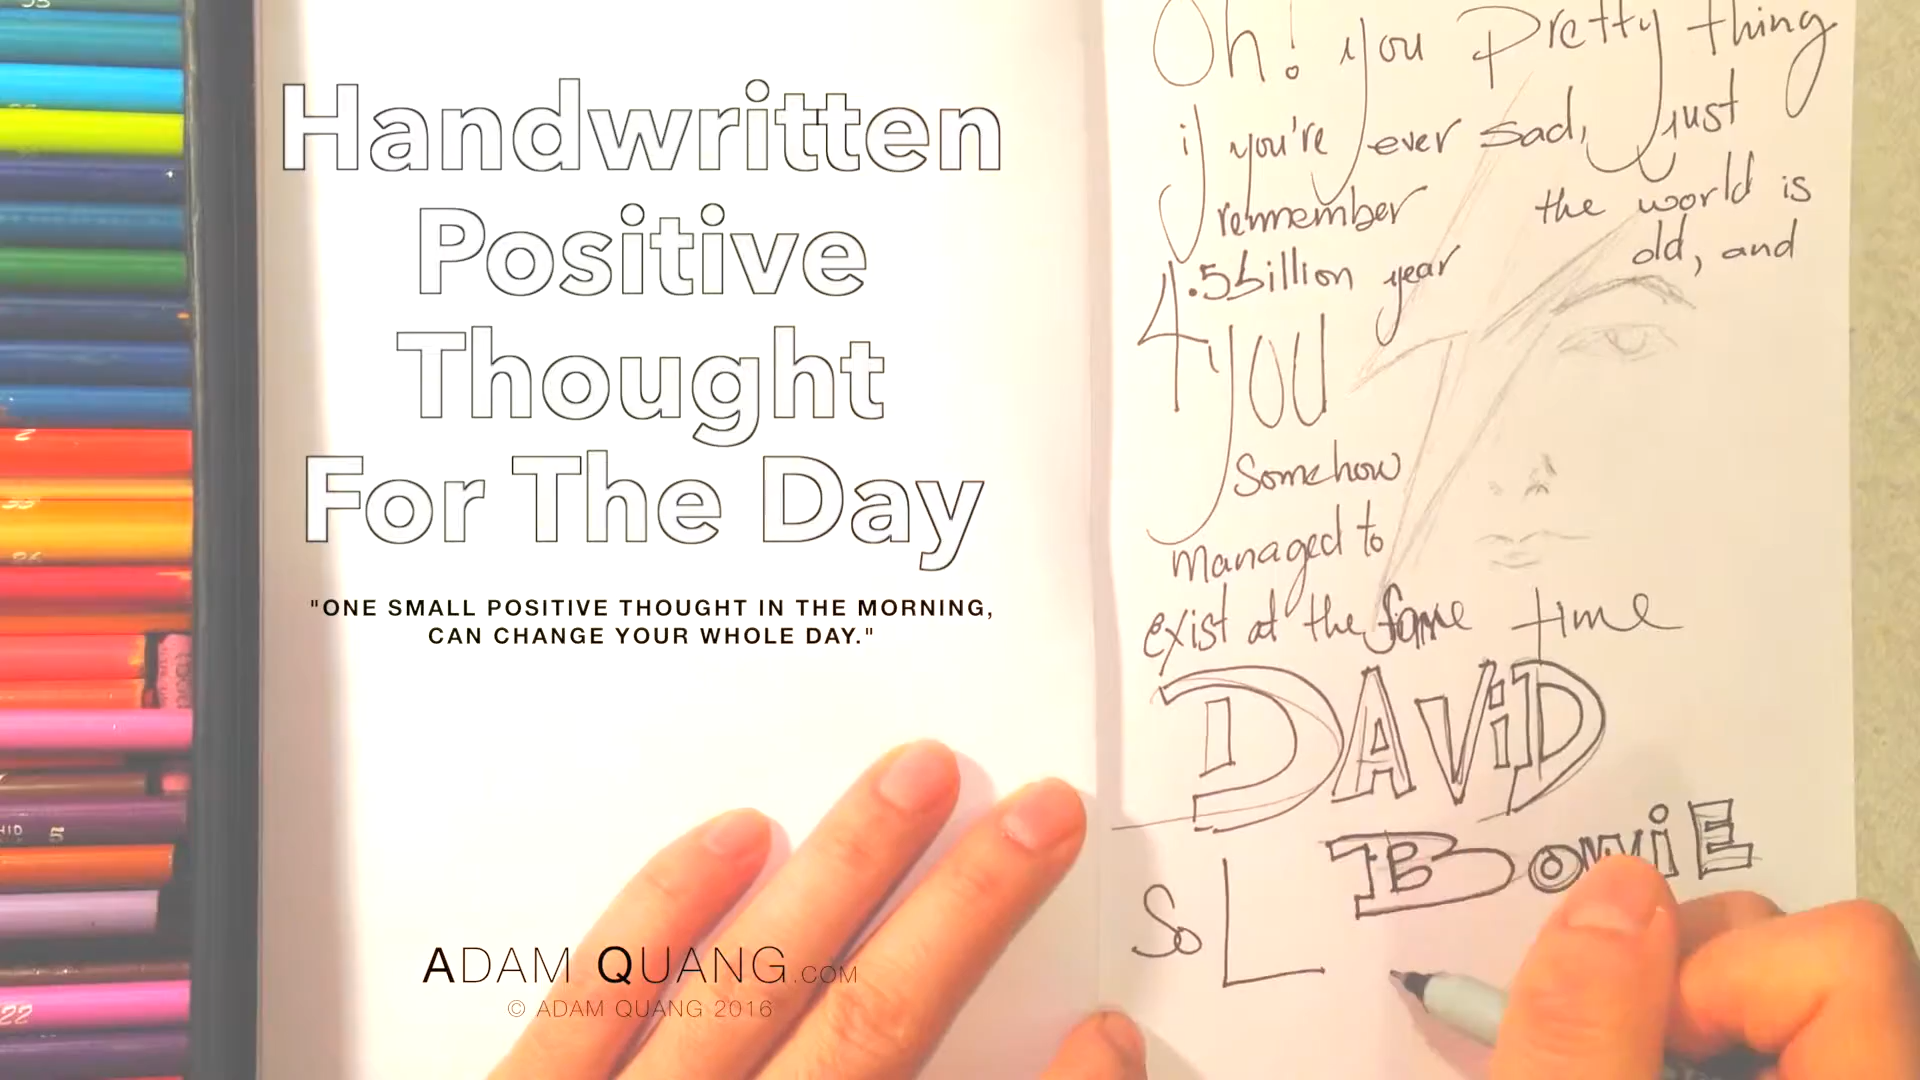 Handwritten
Positive
Thought
For The Day
"ONE SMALL POSITIVE THOUGHT IN THE MORNING,
CAN CHANGE YOUR WHOLE DAY."
ADAM QUANG.COM
© ADAM QUANG 2016
Oh! you pretty thing
if you're ever sad, just
remember the world is
4.5 billion year old, and
you
Somehow
managed to
exist at the same time
DAViD
BowiE
So L
5
22